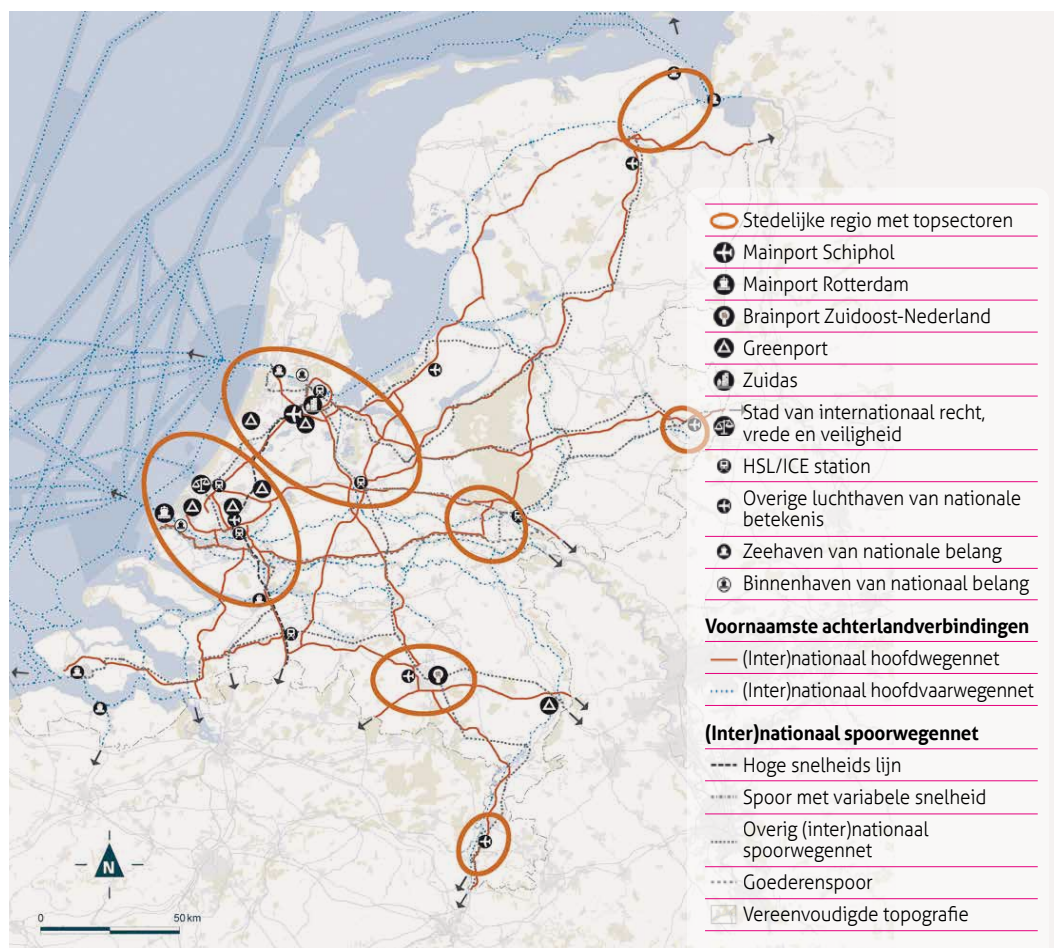 Stedelijke regio met topsectoren
Mainport Schiphol
Mainport Rotterdam
Brainport Zuidoost-Nederland
Greenport
Zuidas
Stad van internationaal recht,
vrede en veiligheid
HSL/ICE station
Overige luchthaven van nationale
betekenis
Zeehaven van nationale belang
Binnenhaven van nationaal belang
Voornaamste achterlandverbindingen
(Inter)nationaal hoofdwegennet
(Inter)nationaal hoofdvaarwegennet
(Inter)nationaal spoorwegennet
Hoge snelheids lijn
Spoor met variabele snelheid
Overig (inter)nationaal
spoorwegennet
Goederenspoor
Vereenvoudigde topografie
N
0 50 km